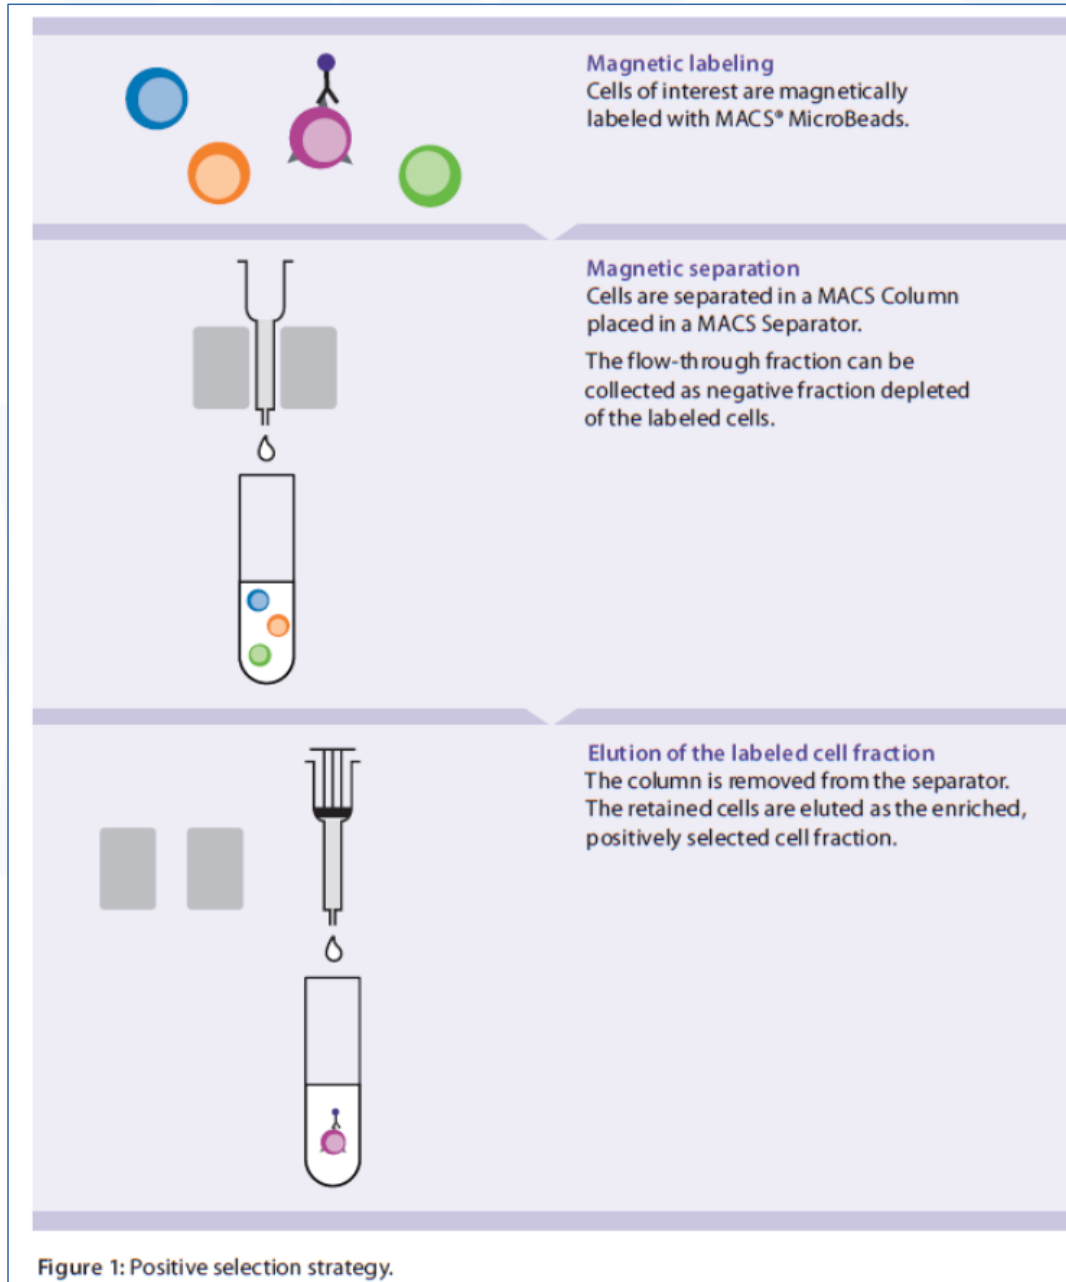 Magnetic labeling
Cells of interest are magnetically
labeled with MACS® MicroBeads.
Magnetic separation
Cells are separated in a MACS Column
placed in a MACS Separator.
The flow-through fraction can be
collected as negative fraction depleted
of the labeled cells.
Elution of the labeled cell fraction
The column is removed from the separator.
The retained cells are eluted as the enriched,
positively selected cell fraction.
Figure 1: Positive selection strategy.